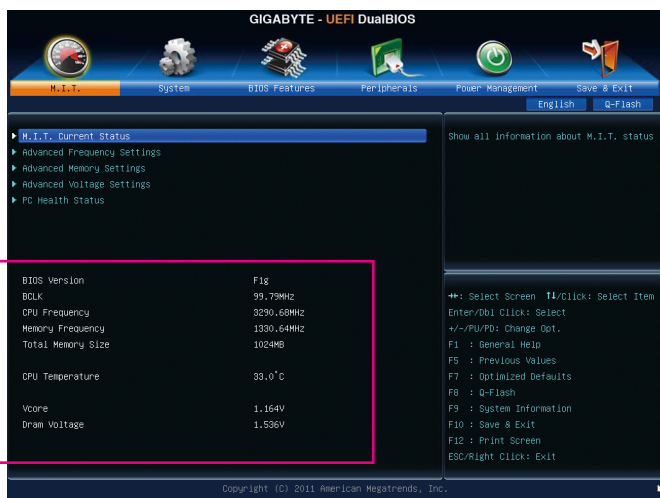 GIGABYTE - UEFI DualBIOS
M.I.T. System BIOS Features Peripherals Power Management Save & Exit
English Q-Flash
M.I.T. Current Status
Advanced Frequency Settings
Advanced Memory Settings
Advanced Voltage Settings
PC Health Status
Show all information about M.I.T. status
BIOS Version F1g
BCLK 99.79MHz
CPU Frequency 3290.68MHz
Memory Frequency 1330.64MHz
Total Memory Size 1024MB
CPU Temperature 33.0°C
Vcore 1.164V
Dram Voltage 1.536V
→←: Select Screen ↑↓/Click: Select Item
Enter/Dbl Click: Select
+/-/PU/PD: Change Opt.
F1 : General Help
F5 : Previous Values
F7 : Optimized Defaults
F8 : Q-Flash
F9 : System Information
F10 : Save & Exit
F12 : Print Screen
ESC/Right Click: Exit
Copyright (C) 2011 American Megatrends, Inc.